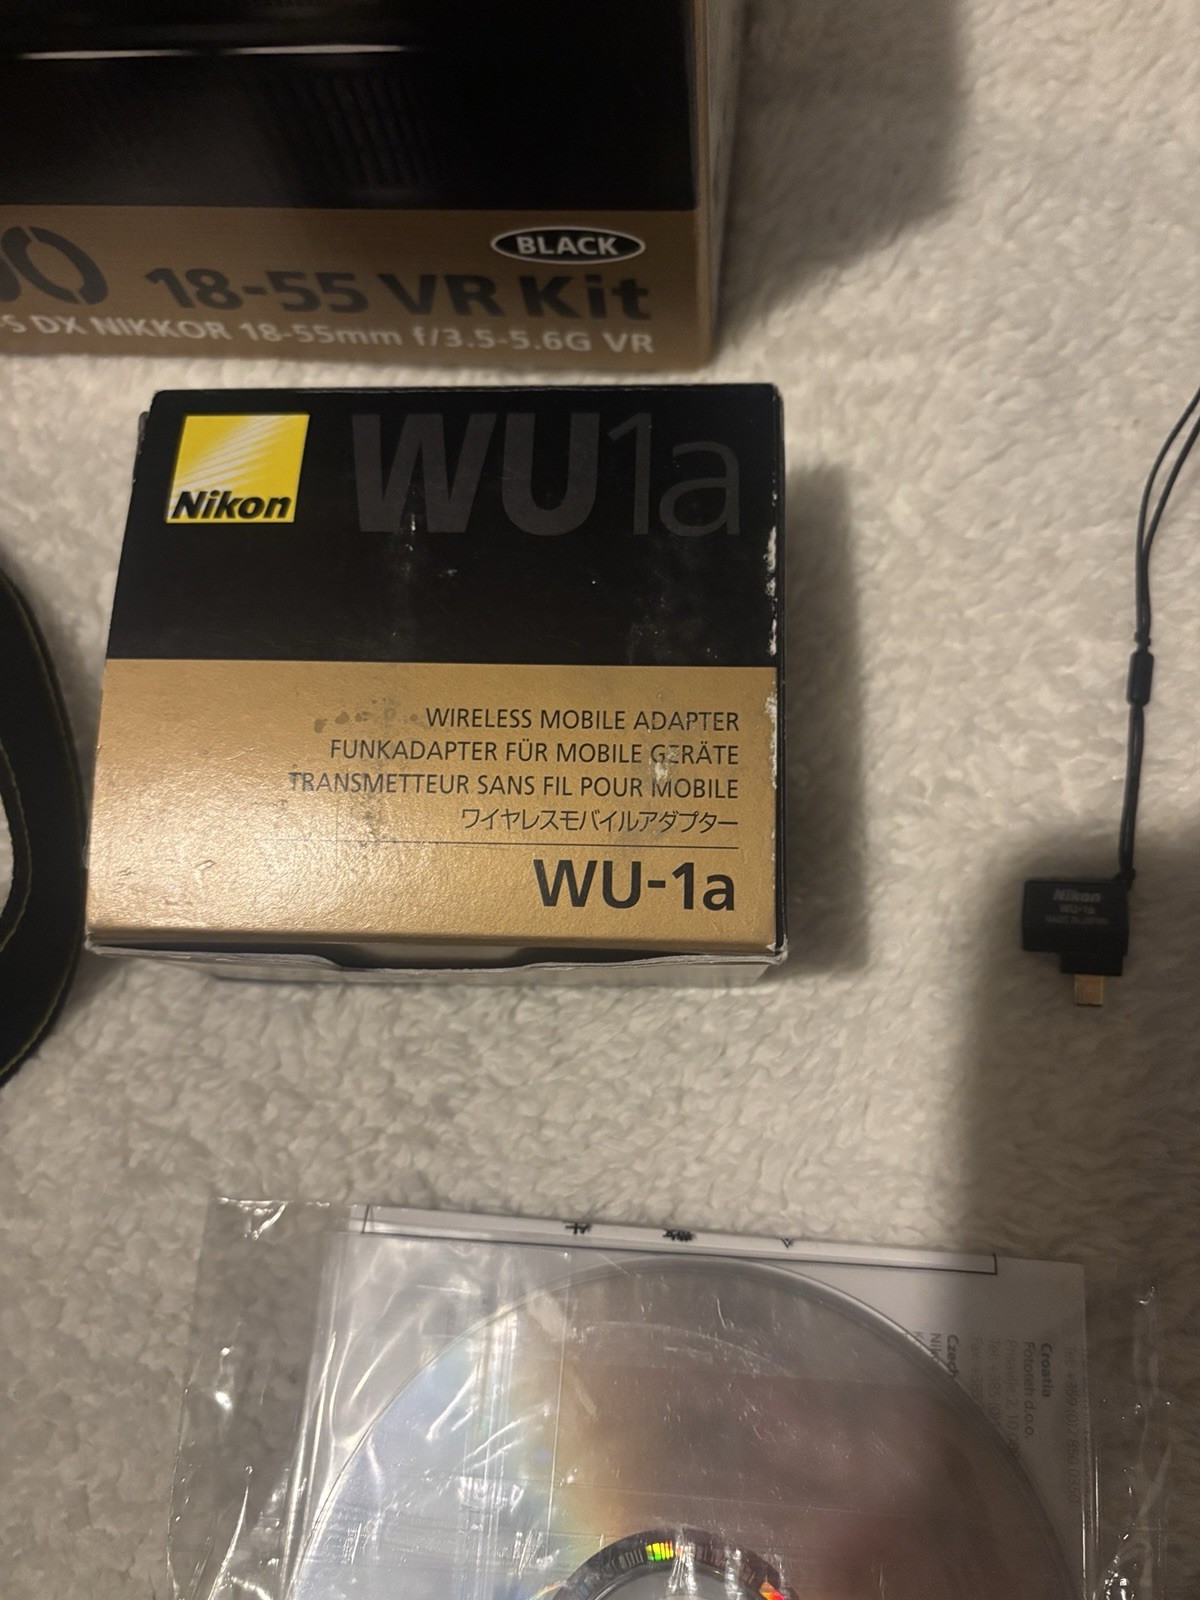 BLACK
18-55 VR Kit
DX NIKKOR 18-55mm f/3.5-5.6G VR
Nikon
WU1a
WIRELESS MOBILE ADAPTER
FUNKADAPTER FÜR MOBILE GERÄTE
TRANSMETTEUR SANS FIL POUR MOBILE
ワイヤレスモバイルアダプター
WU-1a
Nikon
WU-1a
Croatia
Fototeh d.o.o.
Czech